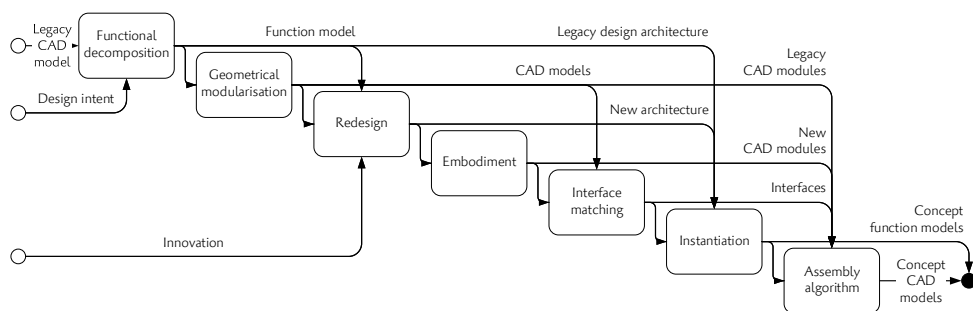 Legacy
CAD
model
Functional
decomposition
Function model
Legacy design architecture
Design intent
Geometrical
modularisation
CAD models
Legacy
CAD modules
Redesign
New architecture
Embodiment
New
CAD modules
Interface
matching
Interfaces
Innovation
Instantiation
Concept
function models
Assembly
algorithm
Concept
CAD
models